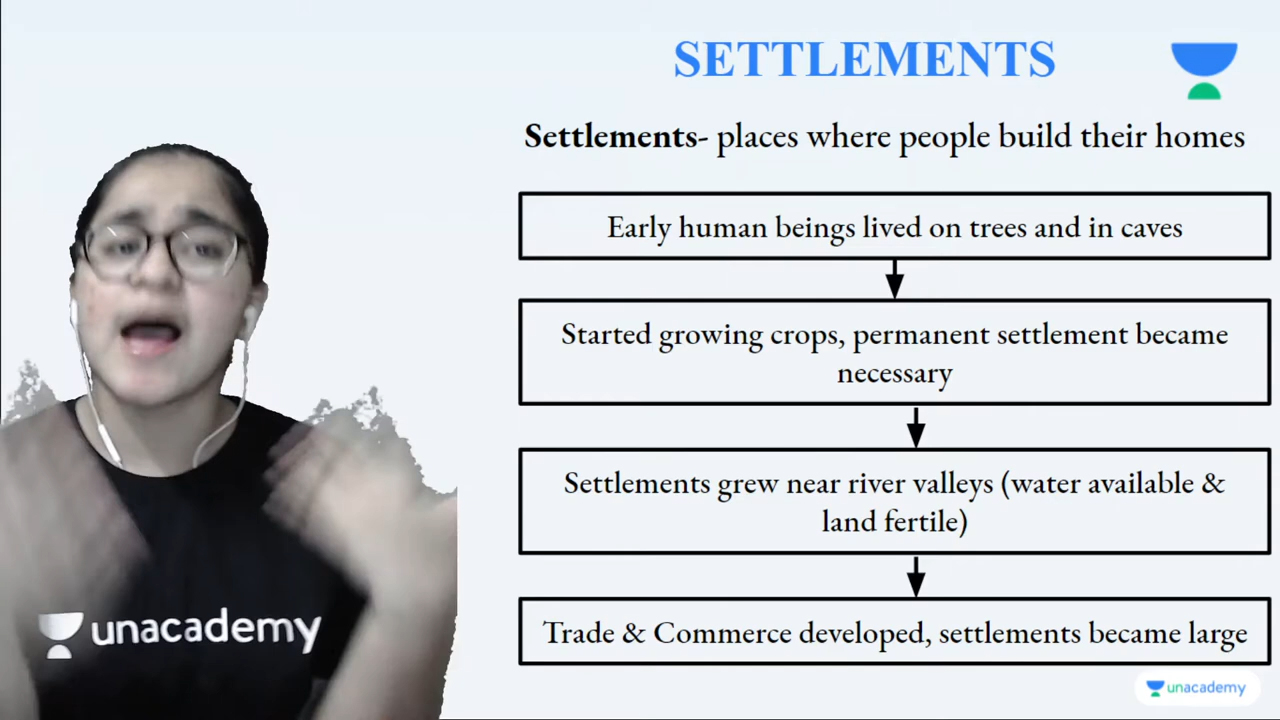 SETTLEMENTS
Settlements- places where people build their homes
Early human beings lived on trees and in caves
Started growing crops, permanent settlement became
necessary
Settlements grew near river valleys (water available &
land fertile)
Trade & Commerce developed, settlements became large
unacademy
unacademy